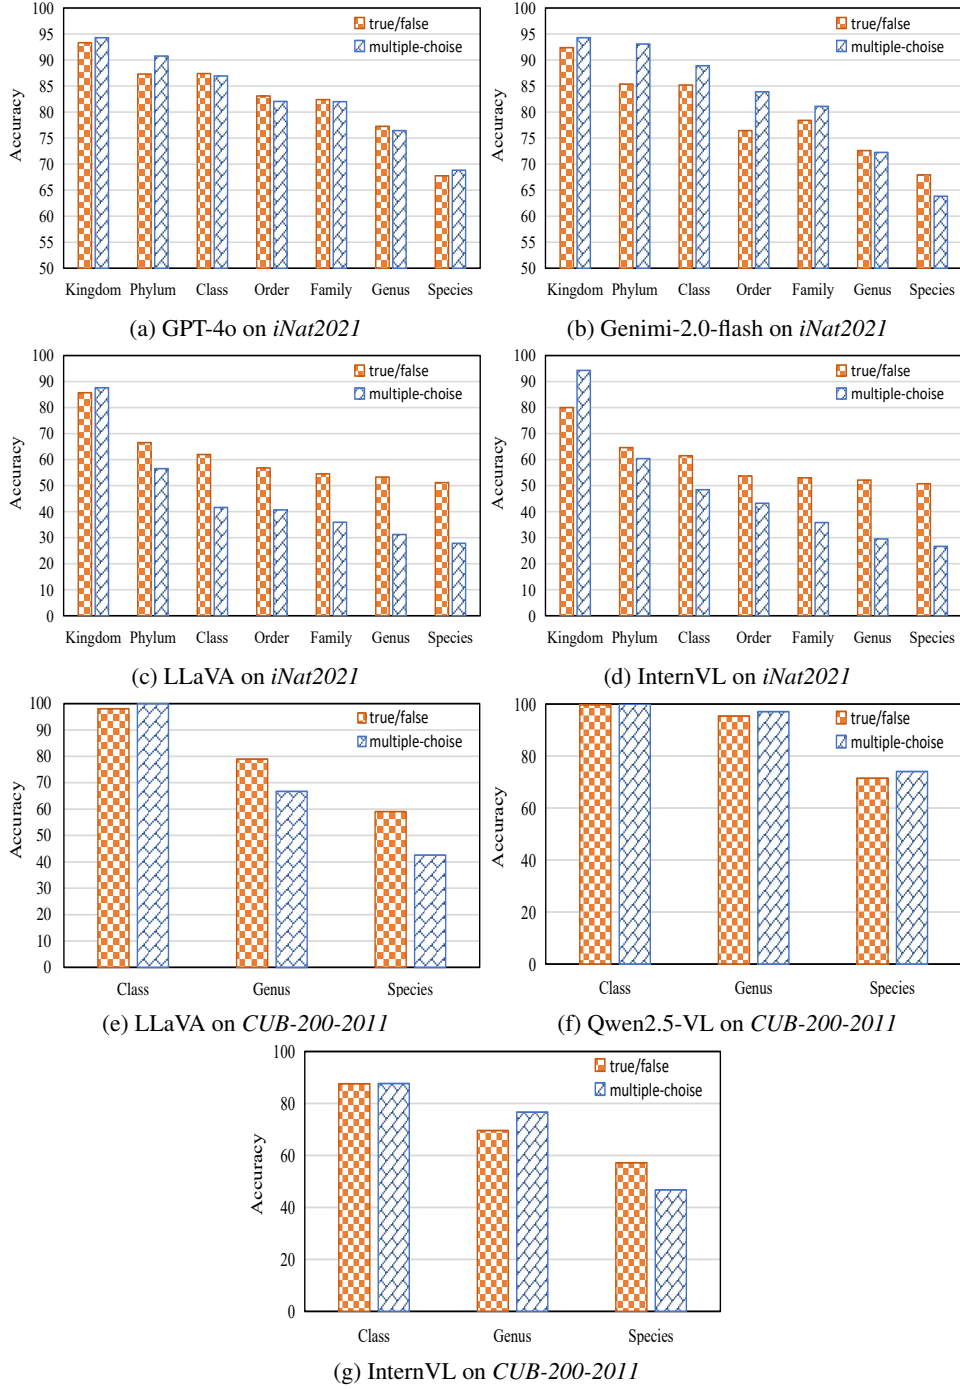 100
95
90
85
80
75
70
65
60
55
50
Accuracy
true/false
multiple-choise
Kingdom Phylum Class Order Family Genus Species
(a) GPT-4o on iNat2021
100
95
90
85
80
75
70
65
60
55
50
Accuracy
true/false
multiple-choise
Kingdom Phylum Class Order Family Genus Species
(b) Genimi-2.0-flash on iNat2021
100
90
80
70
60
50
40
30
20
10
0
Accuracy
true/false
multiple-choise
Kingdom Phylum Class Order Family Genus Species
(c) LLaVA on iNat2021
100
90
80
70
60
50
40
30
20
10
0
Accuracy
true/false
multiple-choise
Kingdom Phylum Class Order Family Genus Species
(d) InternVL on iNat2021
100
90
80
70
60
50
40
30
20
10
0
Accuracy
true/false
multiple-choise
Class Genus Species
(e) LLaVA on CUB-200-2011
100
80
60
40
20
0
Accuracy
true/false
multiple-choise
Class Genus Species
(f) Qwen2.5-VL on CUB-200-2011
100
80
60
40
20
0
Accuracy
true/false
multiple-choise
Class Genus Species
(g) InternVL on CUB-200-2011